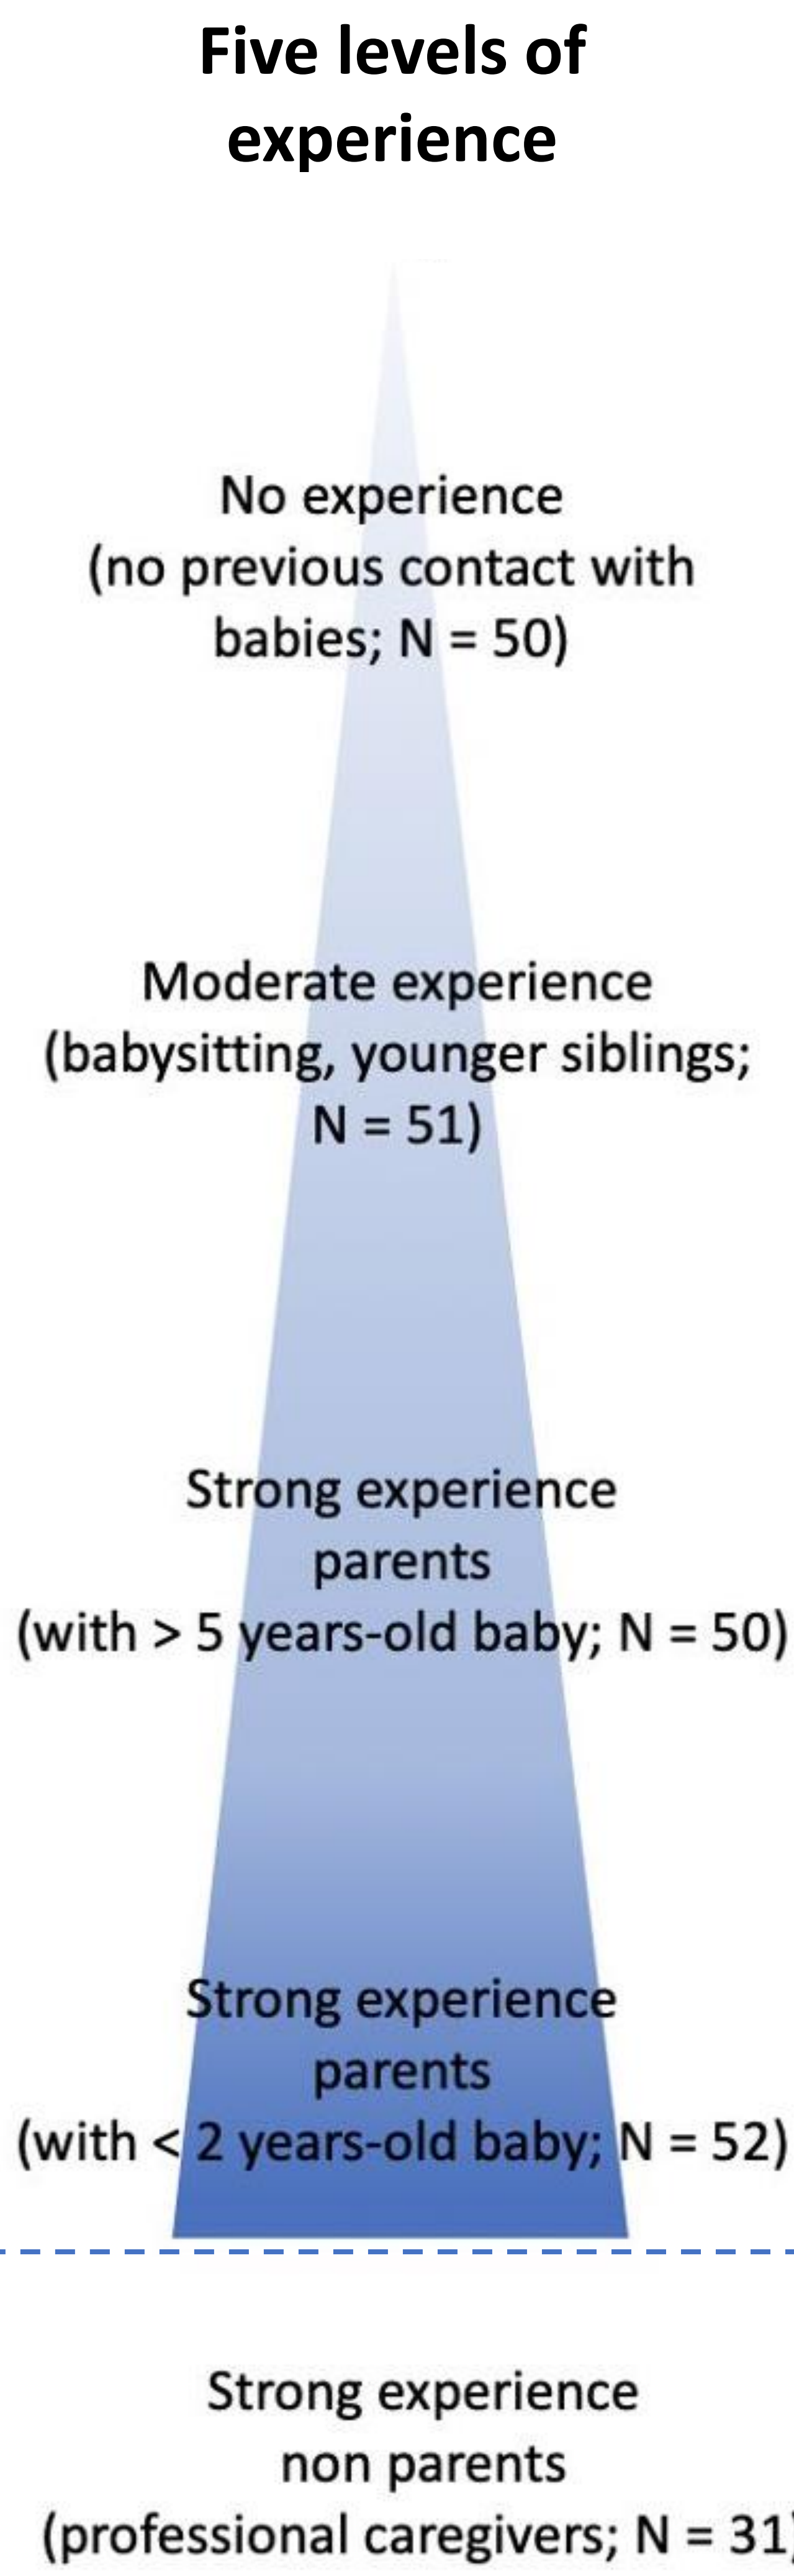 Five levels of
experience
No experience
(no previous contact with
babies; N = 50)
Moderate experience
(babysitting, younger siblings;
N = 51)
Strong experience
parents
(with > 5 years-old baby; N = 50)
Strong experience
parents
(with < 2 years-old baby; N = 52)
Strong experience
non parents
(professional caregivers; N = 31)